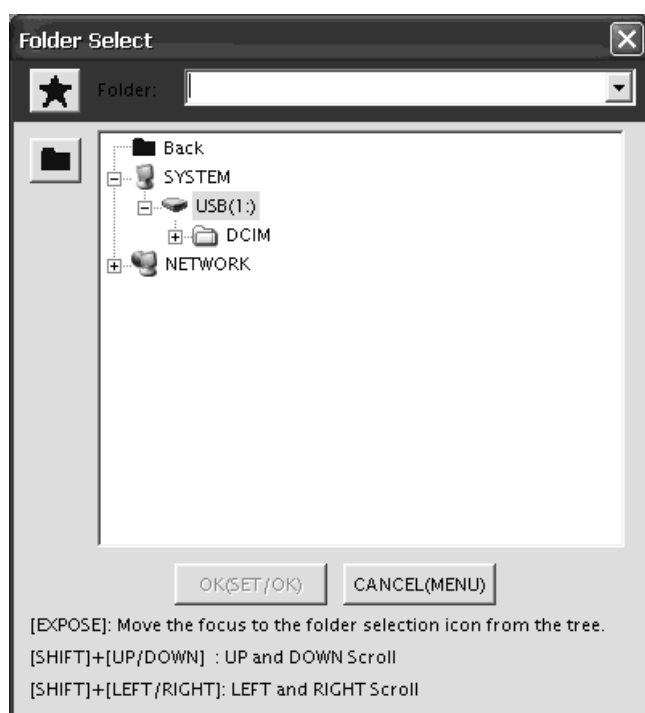 Folder Select
Folder:
Back
SYSTEM
USB(1:)
DCIM
NETWORK
OK(SET/OK) CANCEL(MENU)
[EXPOSE]: Move the focus to the folder selection icon from the tree.
[SHIFT]+[UP/DOWN] : UP and DOWN Scroll
[SHIFT]+[LEFT/RIGHT]: LEFT and RIGHT Scroll